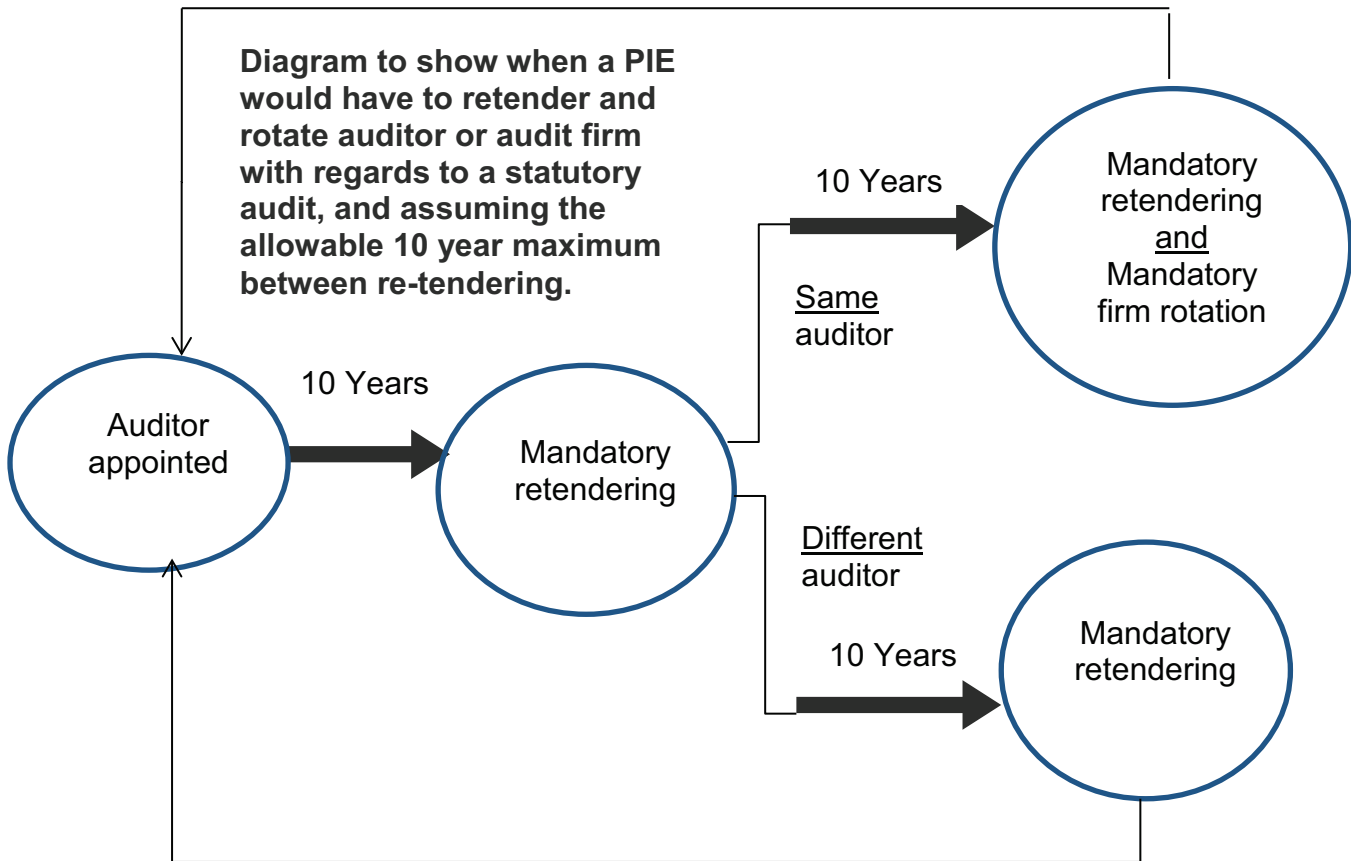 Diagram to show when a PIE
would have to retender and
rotate auditor or audit firm
with regards to a statutory
audit, and assuming the
allowable 10 year maximum
between re-tendering.
Auditor
appointed
10 Years
Mandatory
retendering
Same
auditor
10 Years
Mandatory
retendering
and
Mandatory
firm rotation
Different
auditor
10 Years
Mandatory
retendering